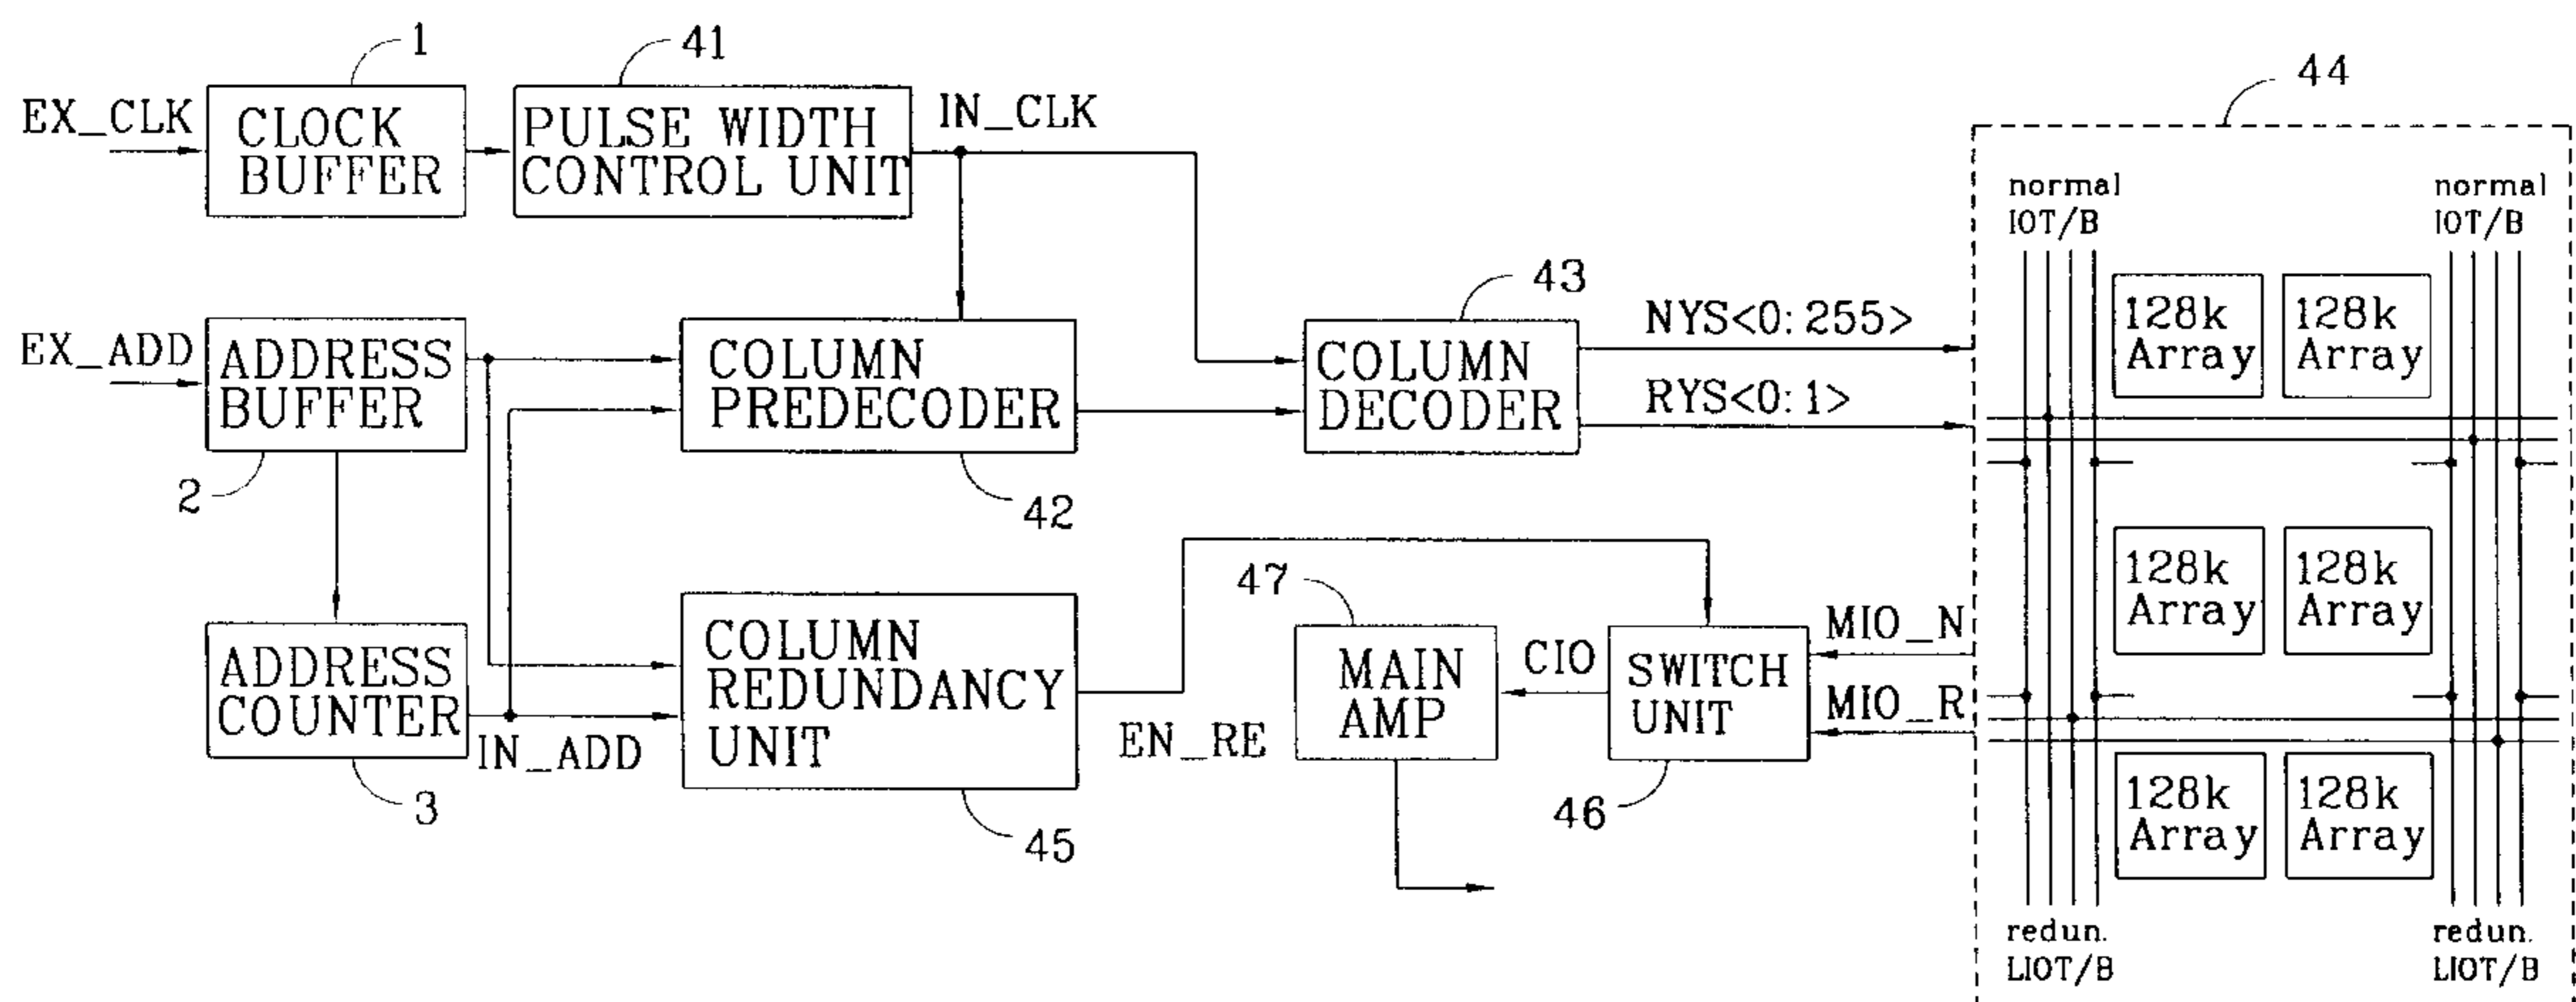 1
41
44
EX_CLK
CLOCK
BUFFER
PULSE WIDTH
CONTROL UNIT
IN_CLK
normal
IOT/B
normal
IOT/B
43
EX_ADD
ADDRESS
BUFFER
COLUMN
PREDECODER
COLUMN
DECODER
NYS<0:255>
RYS<0:1>
128k
Array
128k
Array
2
42
47
ADDRESS
COUNTER
IN_ADD
COLUMN
REDUNDANCY
UNIT
EN_RE
MAIN
AMP
CIO
SWITCH
UNIT
MIO_N
MIO_R
128k
Array
128k
Array
3
45
46
128k
Array
128k
Array
redun.
LIOT/B
redun.
LIOT/B